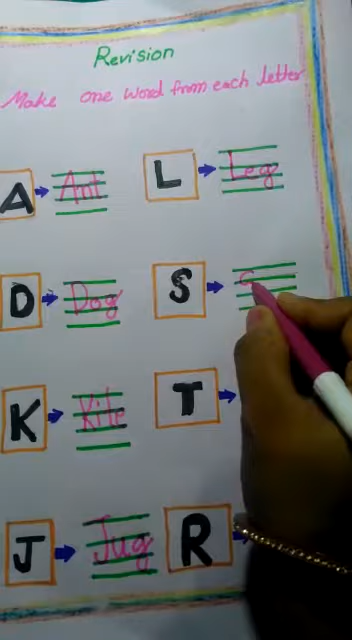 Revision
Make one word from each letter
A Ant L Leg
D Dog S
K Kite T
J Jug R